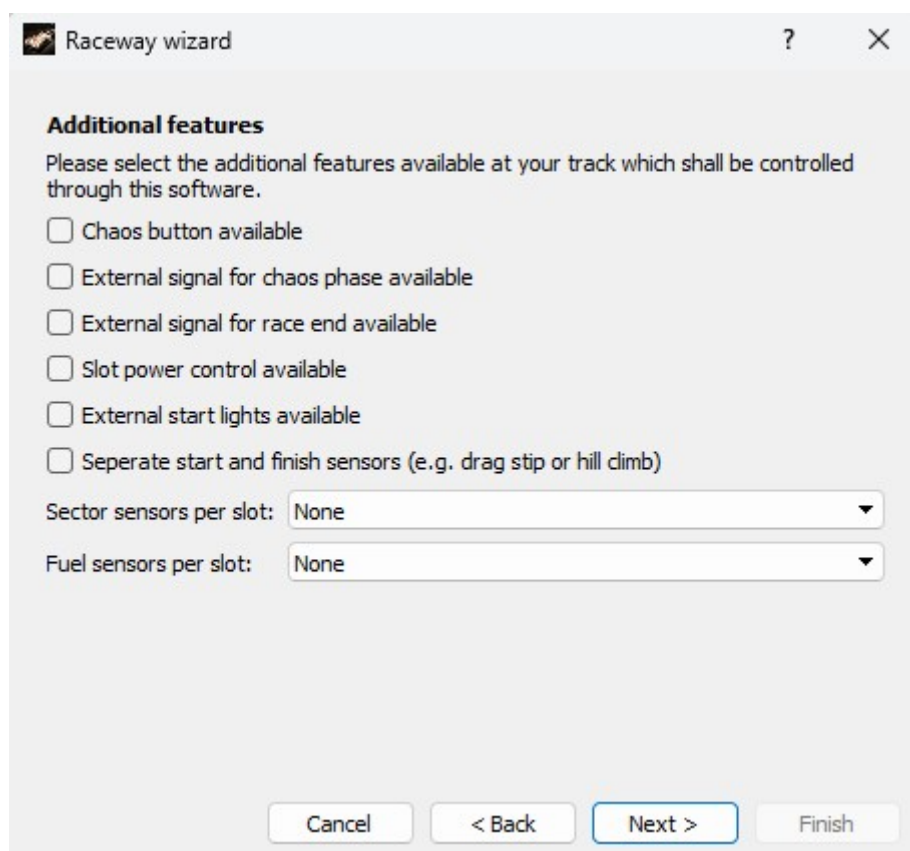 Raceway wizard
?
Additional features
Please select the additional features available at your track which shall be controlled
through this software.
Chaos button available
External signal for chaos phase available
External signal for race end available
Slot power control available
External start lights available
Seperate start and finish sensors (e.g. drag stip or hill climb)
Sector sensors per slot: None
Fuel sensors per slot: None
Cancel < Back Next > Finish